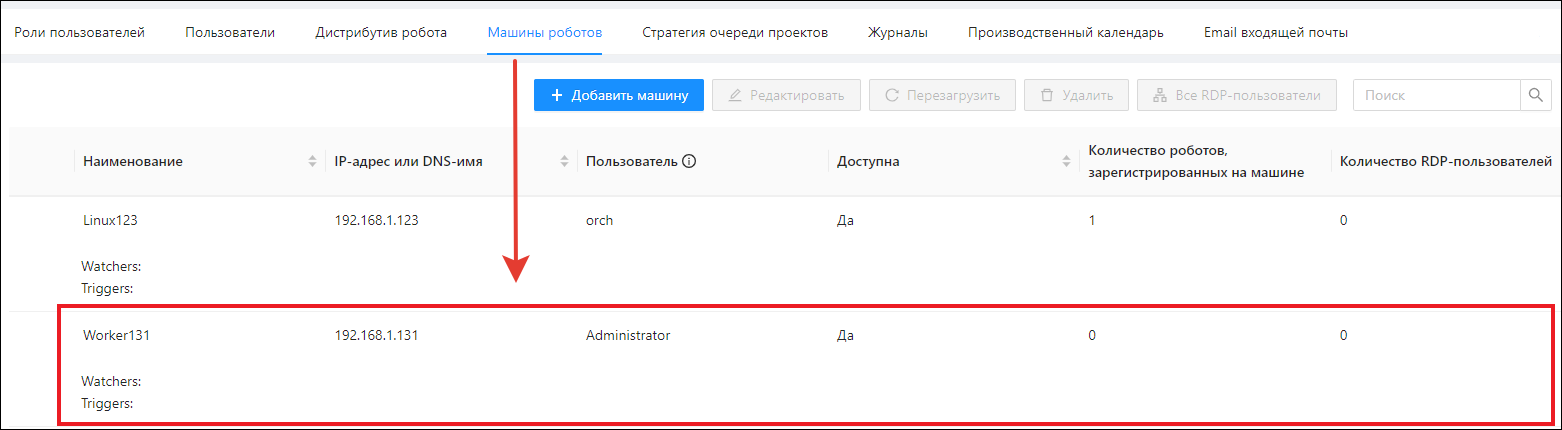 Роли пользователей Пользователи Дистрибутив робота Машины роботов Стратегия очереди проектов Журналы Производственный календарь Email входящей почты
Добавить машину Редактировать Перезагрузить Удалить Все RDP-пользователи Поиск
Наименование IP-адрес или DNS-имя Пользователь Доступна Количество роботов, зарегистрированных на машине Количество RDP-пользователей
Linux123 192.168.1.123 orch Да 1 0
Watchers:
Triggers:
Worker131 192.168.1.131 Administrator Да 0 0
Watchers:
Triggers: